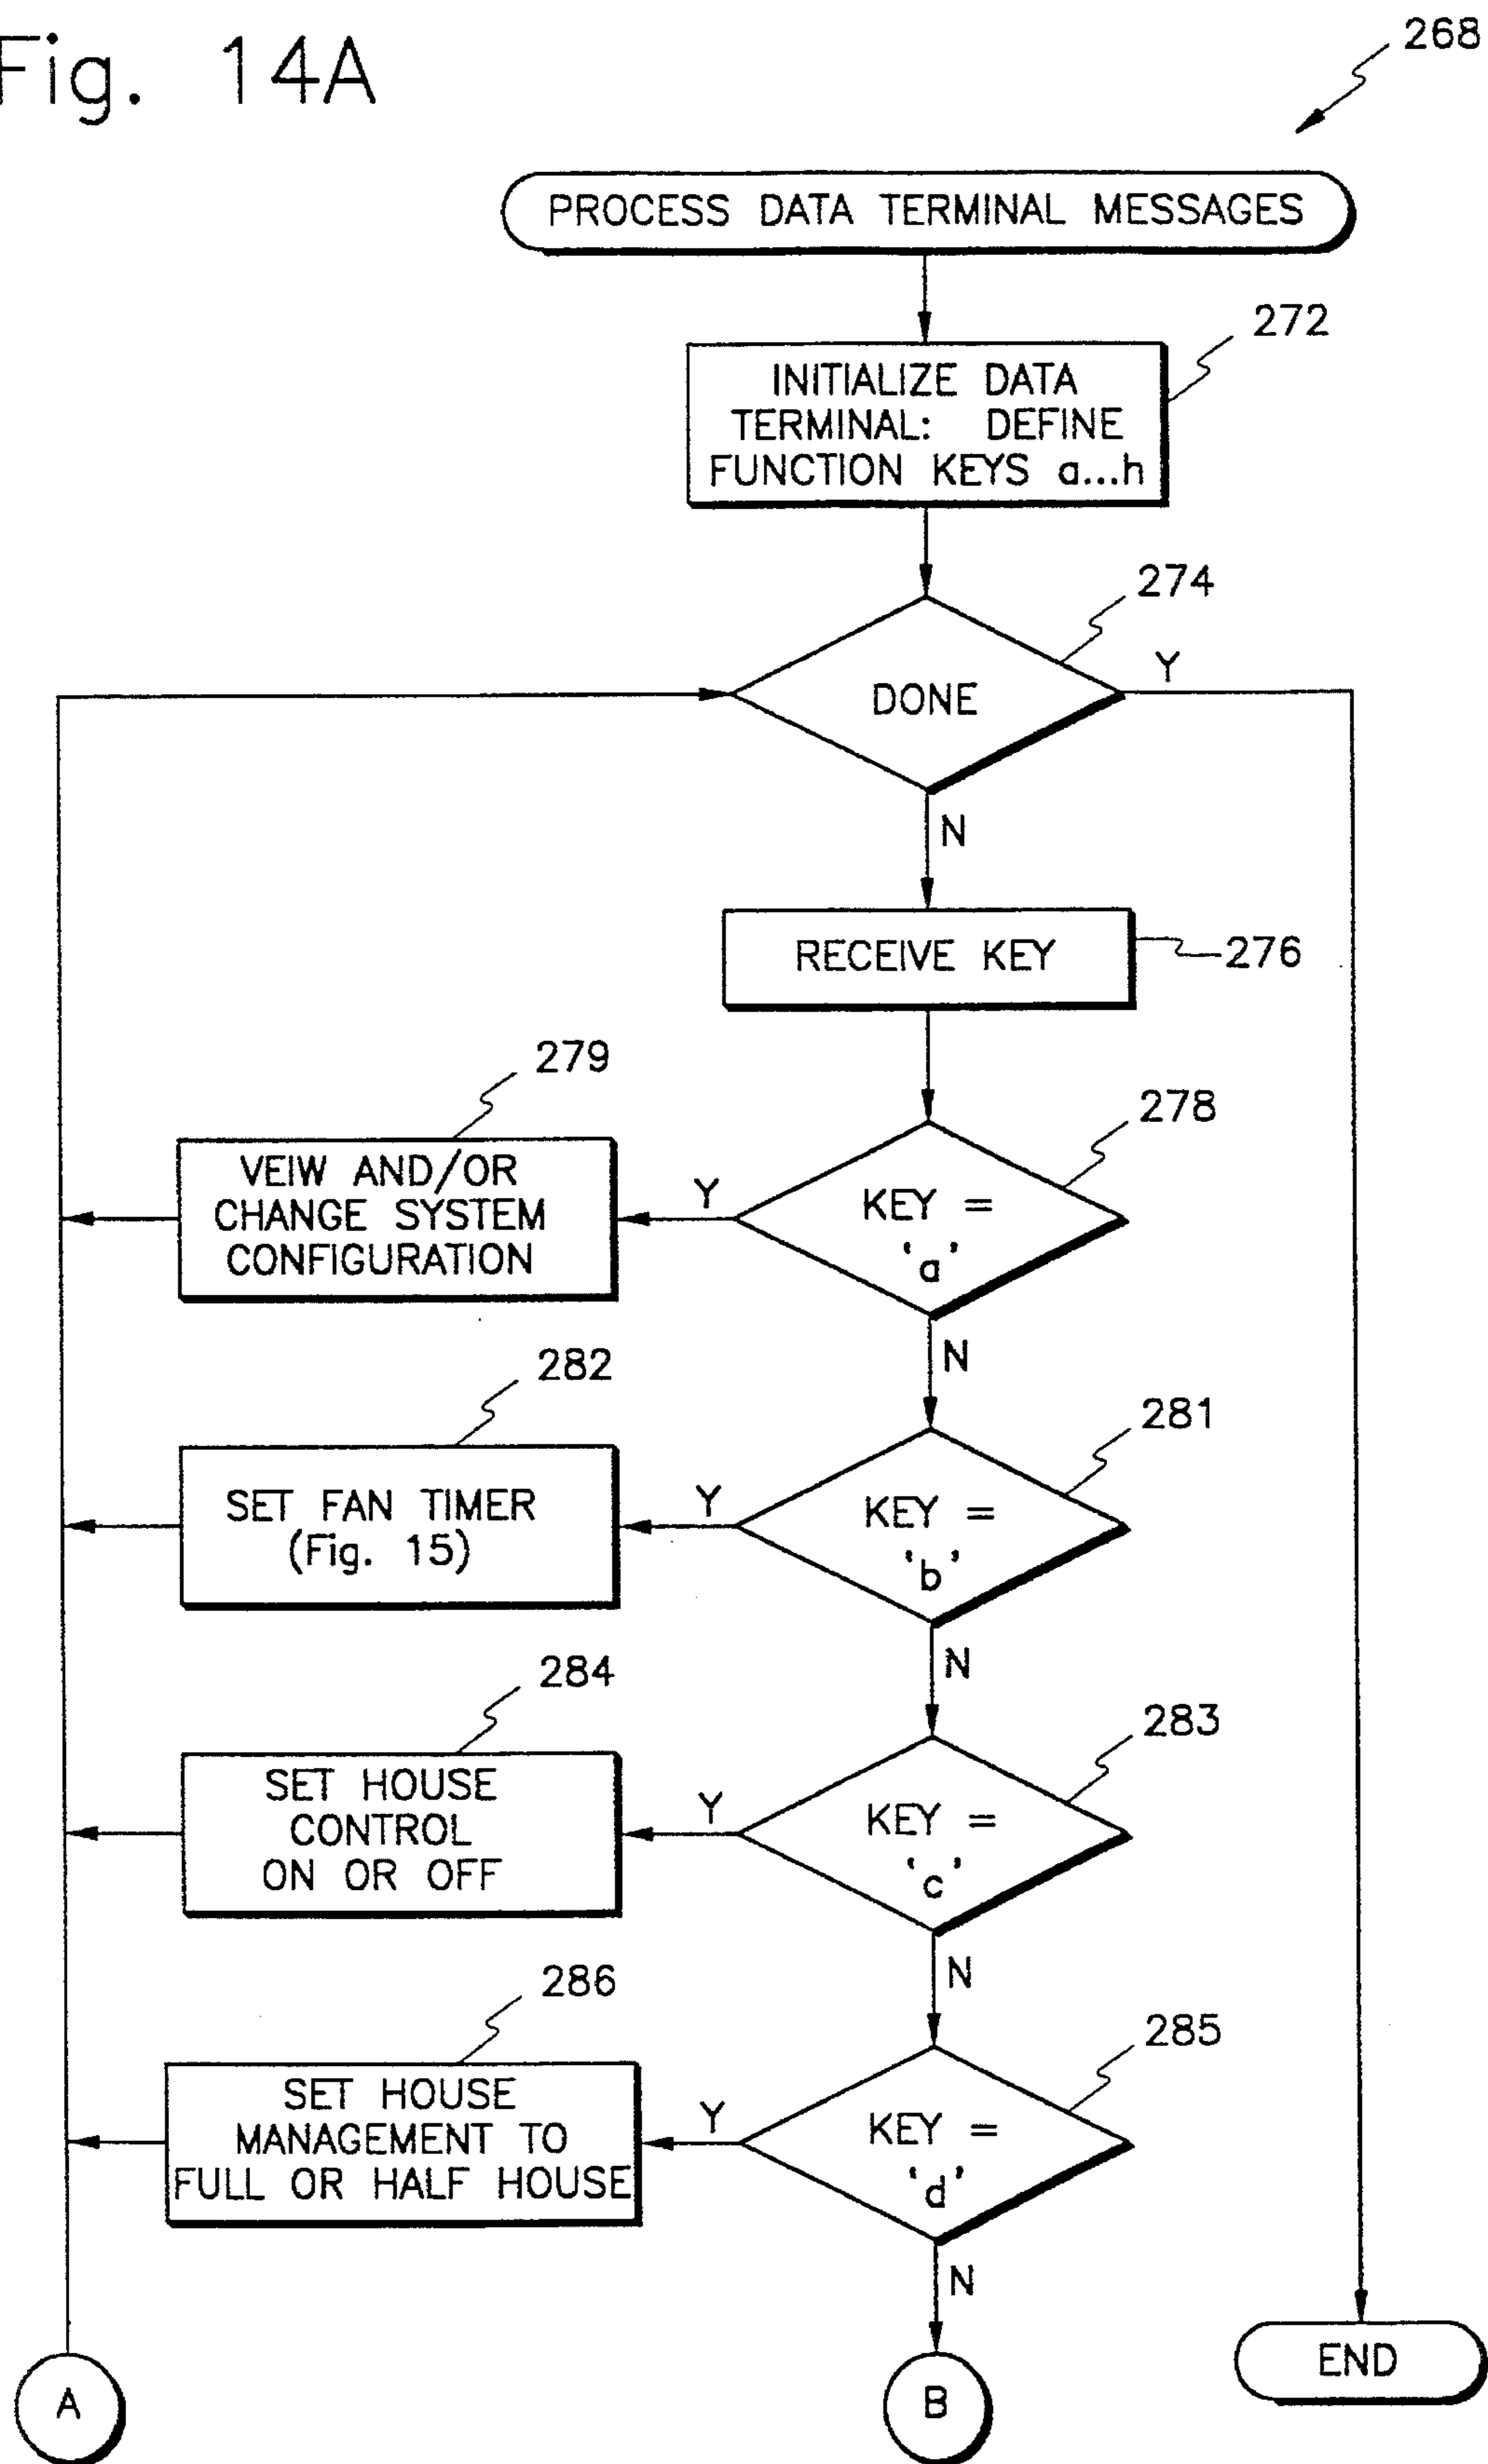 Fig. 14A
268
PROCESS DATA TERMINAL MESSAGES
272
INITIALIZE DATA
TERMINAL: DEFINE
FUNCTION KEYS a...h
274
DONE
Y
N
RECEIVE KEY
276
279
278
VEIW AND/OR
CHANGE SYSTEM
CONFIGURATION
Y
KEY =
'a'
N
282
281
SET FAN TIMER
(Fig. 15)
Y
KEY =
'b'
N
284
283
SET HOUSE
CONTROL
ON OR OFF
Y
KEY =
'c'
N
286
285
SET HOUSE
MANAGEMENT TO
FULL OR HALF HOUSE
Y
KEY =
'd'
N
A
B
END